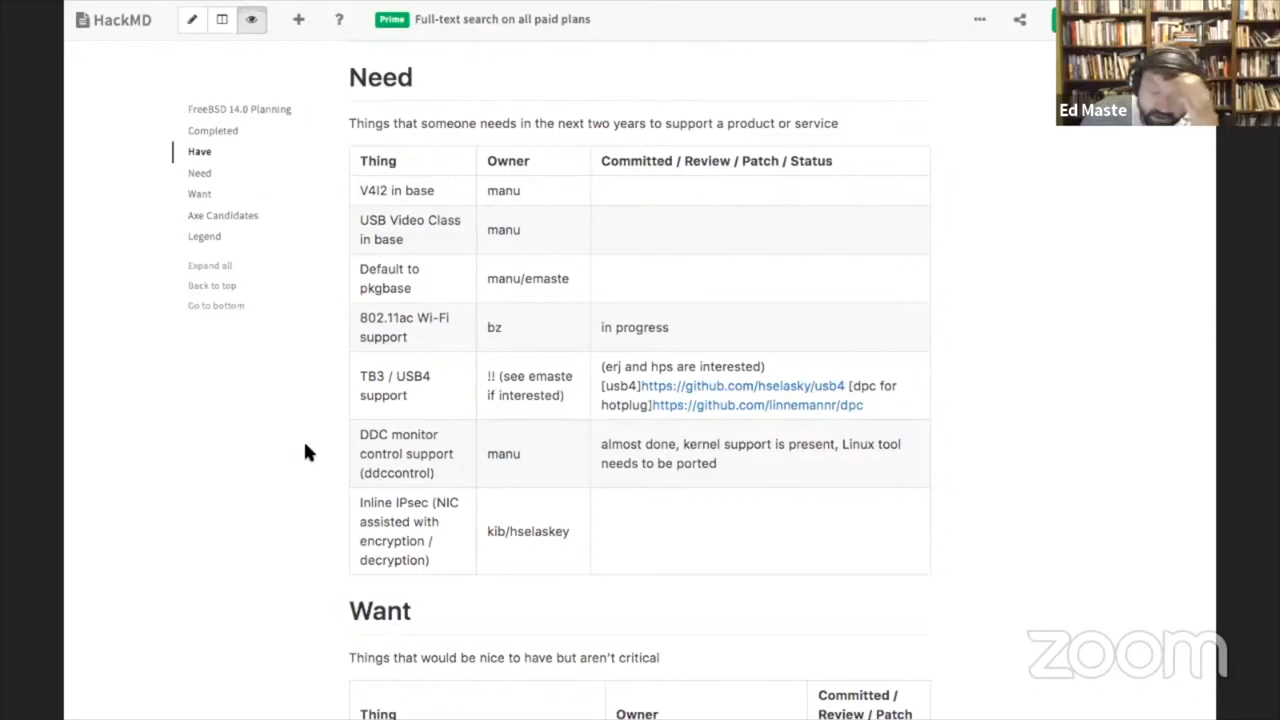 HackMD
?
Prime Full-text search on all paid plans
Ed Maste
FreeBSD 14.0 Planning
Completed
Have
Need
Want
Axe Candidates
Legend
Expand all
Back to top
Go to bottom
Need
Things that someone needs in the next two years to support a product or service
Thing Owner Committed / Review / Patch / Status
V4l2 in base manu
USB Video Class
in base
manu
Default to
pkgbase
manu/emaste
802.11ac Wi-Fi
support
bz
in progress
TB3 / USB4
support
!! (see emaste
if interested)
(erj and hps are interested)
[usb4]https://github.com/hselasky/usb4 [dpc for
hotplug]https://github.com/linnemannr/dpc
DDC monitor
control support
(ddccontrol)
manu
almost done, kernel support is present, Linux tool
needs to be ported
Inline IPsec (NIC
assisted with
encryption /
decryption)
kib/hselaskey
Want
Things that would be nice to have but aren't critical
Thing
Owner
Committed /
Review / Patch
zoom